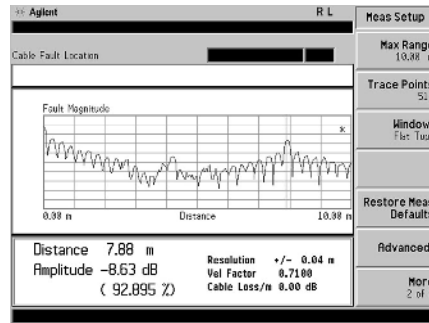 Agilent
R L
Meas Setup
Cable Fault Location
Max Range
10.00
Trace Points
Window
Fault Magnitude
0.00 m
Distance
10.00 m
Restore Meas
Defaults
Distance 7.88 m
Amplitude -8.63 dB
( 92.895 %)
Resolution +/- 0.04 m
Vel Factor 0.7100
Cable Loss/m 0.00 dB
Advanced
More
2 of